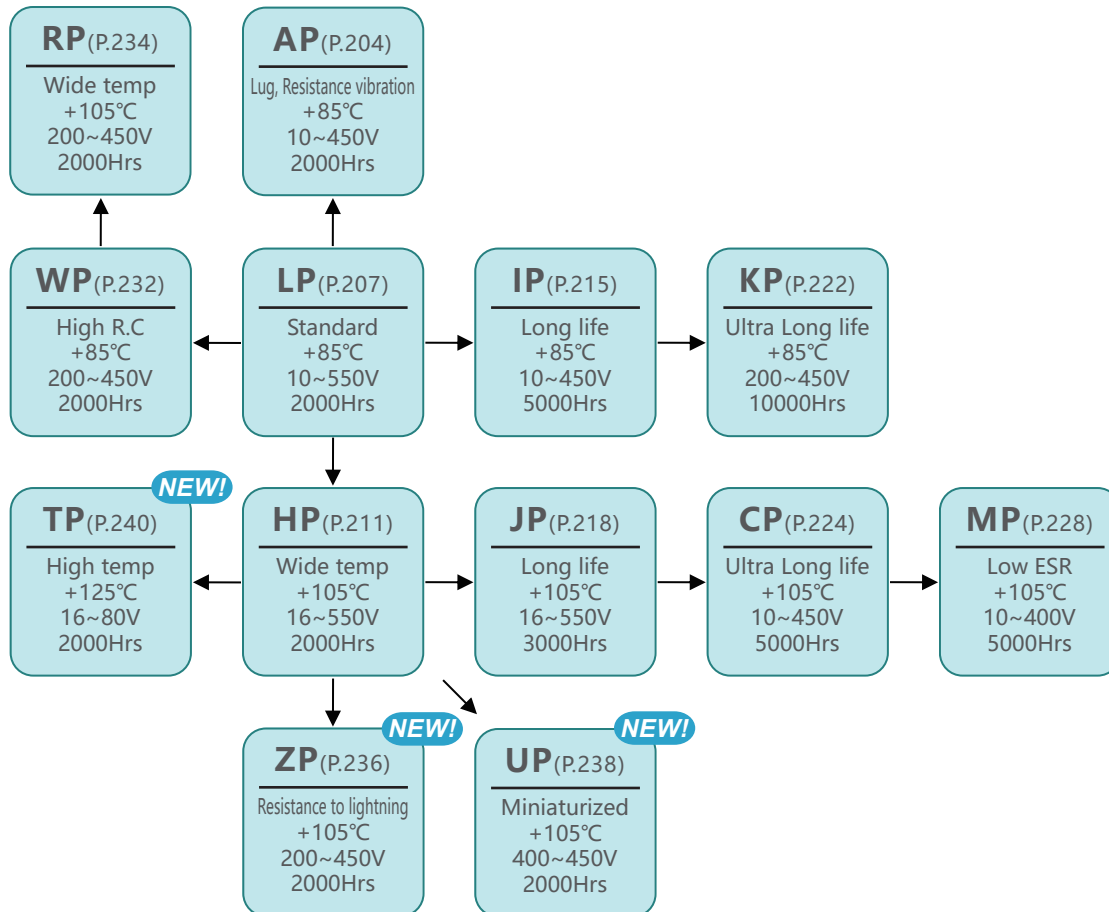 RP(P.234)
Wide temp
+105℃
200~450V
2000Hrs
AP(P.204)
Lug, Resistance vibration
+85℃
10~450V
2000Hrs
WP(P.232)
High R.C
+85℃
200~450V
2000Hrs
LP(P.207)
Standard
+85℃
10~550V
2000Hrs
IP(P.215)
Long life
+85℃
10~450V
5000Hrs
KP(P.222)
Ultra Long life
+85℃
200~450V
10000Hrs
NEW!
TP(P.240)
High temp
+125℃
16~80V
2000Hrs
HP(P.211)
Wide temp
+105℃
16~550V
2000Hrs
JP(P.218)
Long life
+105℃
16~550V
3000Hrs
CP(P.224)
Ultra Long life
+105℃
10~450V
5000Hrs
MP(P.228)
Low ESR
+105℃
10~400V
5000Hrs
NEW!
ZP(P.236)
Resistance to lightning
+105℃
200~450V
2000Hrs
NEW!
UP(P.238)
Miniaturized
+105℃
400~450V
2000Hrs